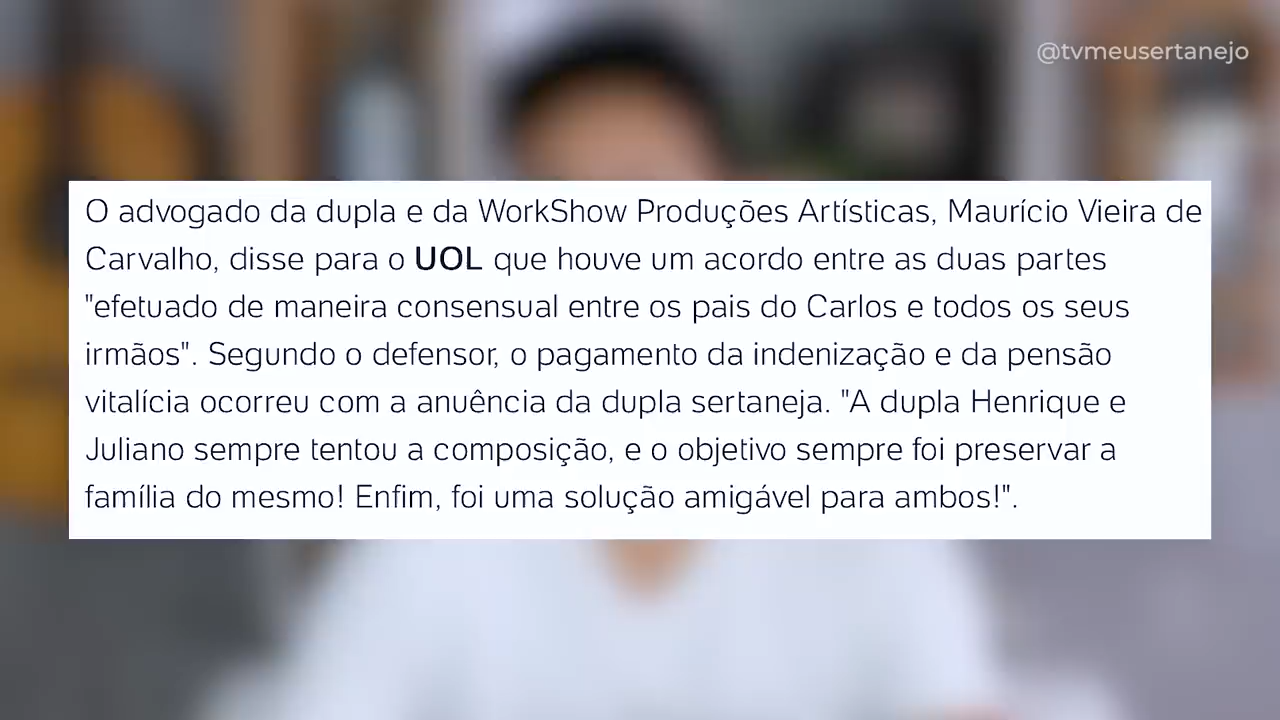 @tvmeusertanejo
O advogado da dupla e da WorkShow Produções Artísticas, Maurício Vieira de
Carvalho, disse para o UOL que houve um acordo entre as duas partes
"efetuado de maneira consensual entre os pais do Carlos e todos os seus
irmãos". Segundo o defensor, o pagamento da indenização e da pensão
vitalícia ocorreu com a anuência da dupla sertaneja. "A dupla Henrique e
Juliano sempre tentou a composição, e o objetivo sempre foi preservar a
família do mesmo! Enfim, foi uma solução amigável para ambos!".